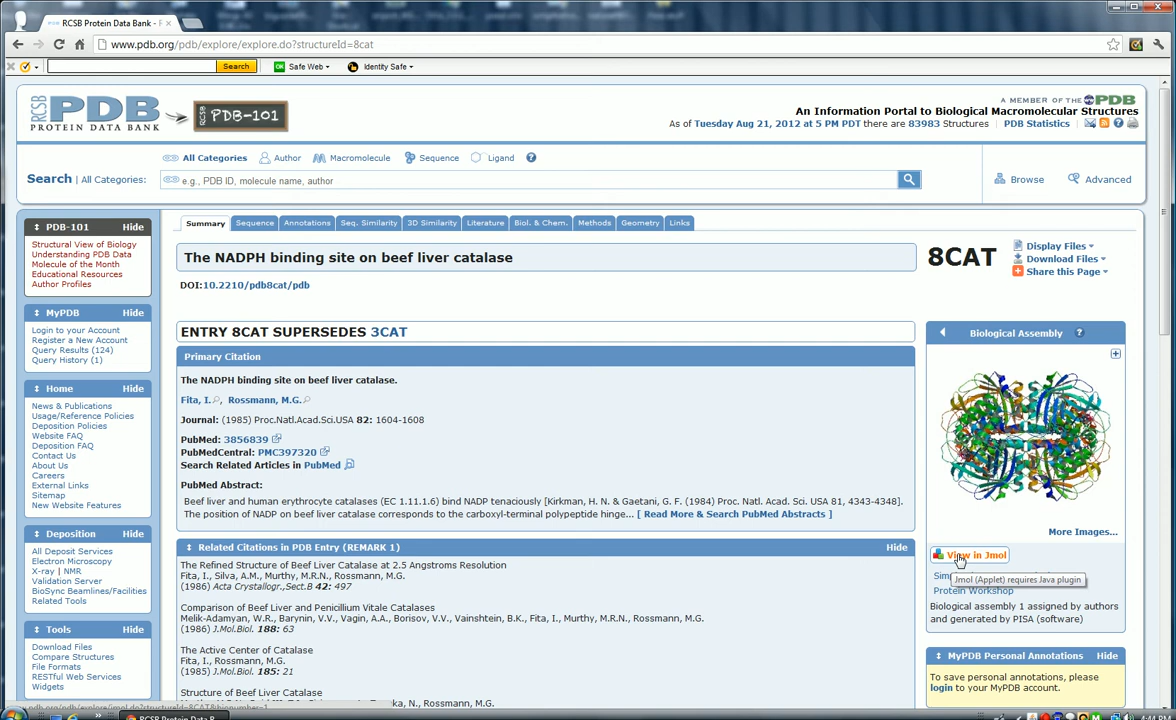 RCSB Protein Data Bank -
www.pdb.org/pdb/explore/explore.do?structureId=8cat
Search
Safe Web
Identity Safe
RCSB PDB
PROTEIN DATA BANK
PDB-101
A MEMBER OF THE PDB
An Information Portal to Biological Macromolecular Structures
As of Tuesday Aug 21, 2012 at 5 PM PDT there are 83983 Structures | PDB Statistics
All Categories Author Macromolecule Sequence Ligand
Search | All Categories:
e.g., PDB ID, molecule name, author
Browse
Advanced
PDB-101 Hide
Structural View of Biology
Understanding PDB Data
Molecule of the Month
Educational Resources
Author Profiles
MyPDB Hide
Login to your Account
Register a New Account
Query Results (124)
Query History (1)
Home Hide
News & Publications
Usage/Reference Policies
Deposition Policies
Website FAQ
Deposition FAQ
Contact Us
About Us
Careers
External Links
Sitemap
New Website Features
Deposition Hide
All Deposit Services
Electron Microscopy
X-ray | NMR
Validation Server
BioSync Beamlines/Facilities
Related Tools
Tools Hide
Download Files
Compare Structures
File Formats
RESTful Web Services
Widgets
Summary Sequence Annotations Seq. Similarity 3D Similarity Literature Biol. & Chem. Methods Geometry Links
The NADPH binding site on beef liver catalase
DOI:10.2210/pdb8cat/pdb
8CAT
Display Files
Download Files
Share this Page
ENTRY 8CAT SUPERSEDES 3CAT
Primary Citation
The NADPH binding site on beef liver catalase.
Fita, I., Rossmann, M.G.
Journal: (1985) Proc.Natl.Acad.Sci.USA 82: 1604-1608
PubMed: 3856839
PubMedCentral: PMC397320
Search Related Articles in PubMed
PubMed Abstract:
Beef liver and human erythrocyte catalases (EC 1.11.1.6) bind NADP tenaciously [Kirkman, H. N. & Gaetani, G. F. (1984) Proc. Natl. Acad. Sci. USA 81, 4343-4348].
The position of NADP on beef liver catalase corresponds to the carboxyl-terminal polypeptide hinge... [ Read More & Search PubMed Abstracts ]
Related Citations in PDB Entry (REMARK 1) Hide
The Refined Structure of Beef Liver Catalase at 2.5 Angstroms Resolution
Fita, I., Silva, A.M., Murthy, M.R.N., Rossmann, M.G.
(1986) Acta Crystallogr.,Sect.B 42: 497
Comparison of Beef Liver and Penicillium Vitale Catalases
Melik-Adamyan, W.R., Barynin, V.V., Vagin, A.A., Borisov, V.V., Vainshtein, B.K., Fita, I., Murthy, M.R.N., Rossmann, M.G.
(1986) J.Mol.Biol. 188: 63
The Active Center of Catalase
Fita, I., Rossmann, M.G.
(1985) J.Mol.Biol. 185: 21
Structure of Beef Liver Catalase
N., Rossmann, M.G.
Biological Assembly
More Images...
View in Jmol
Jmol (Applet) requires Java plugin
Protein Workshop
Biological assembly 1 assigned by authors
and generated by PISA (software)
MyPDB Personal Annotations Hide
To save personal annotations, please
login to your MyPDB account.
RCSB Protein Data B...
4:44 PM